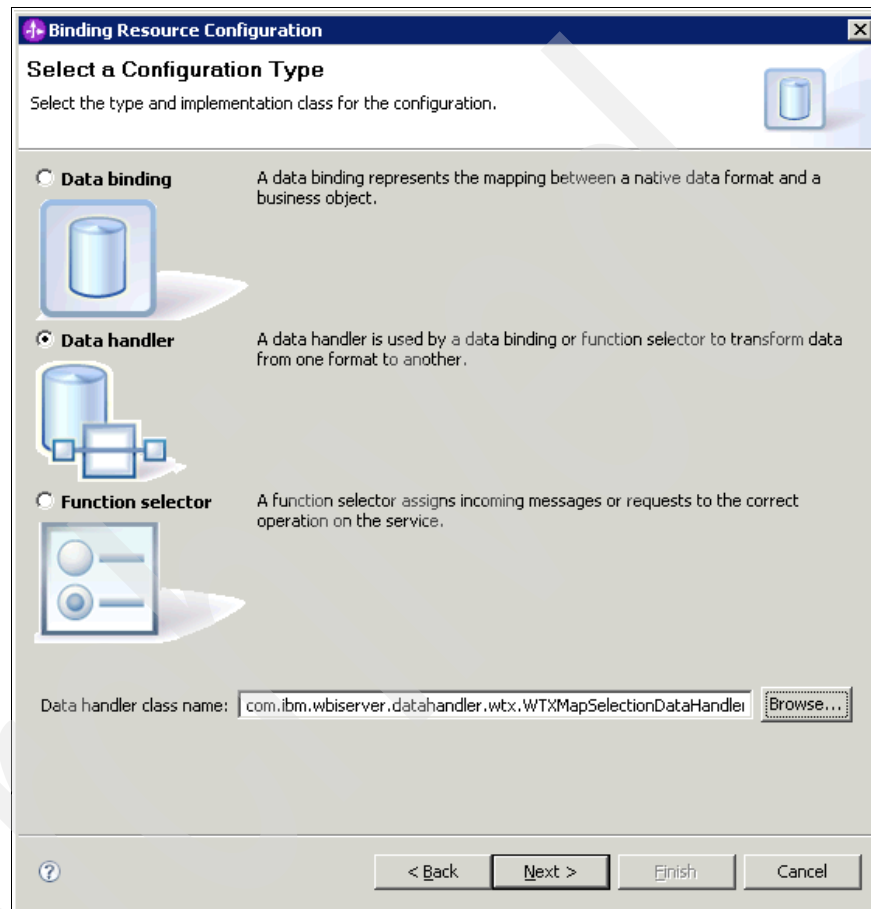 Binding Resource Configuration
Select a Configuration Type
Select the type and implementation class for the configuration.
Data binding
A data binding represents the mapping between a native data format and a
business object.
Data handler
A data handler is used by a data binding or function selector to transform data
from one format to another.
Function selector
A function selector assigns incoming messages or requests to the correct
operation on the service.
Data handler class name: com.ibm.wbiserver.datahandler.wtx.WTXMapSelectionDataHandler Browse...
< Back Next > Finish Cancel